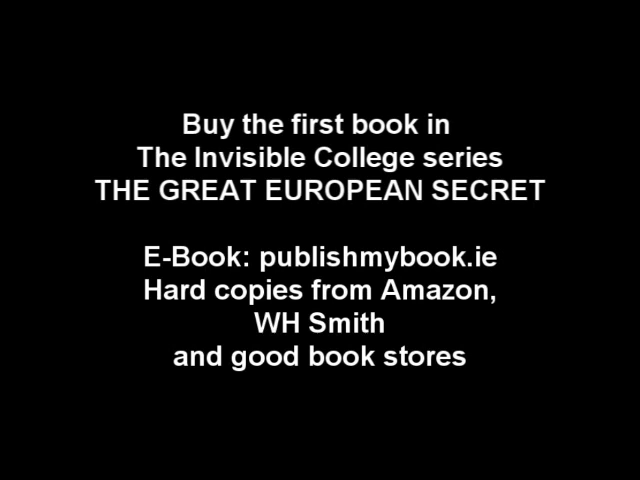 Buy the first book in
The Invisible College series
THE GREAT EUROPEAN SECRET
E-Book: publishmybook.ie
Hard copies from Amazon,
WH Smith
and good book stores